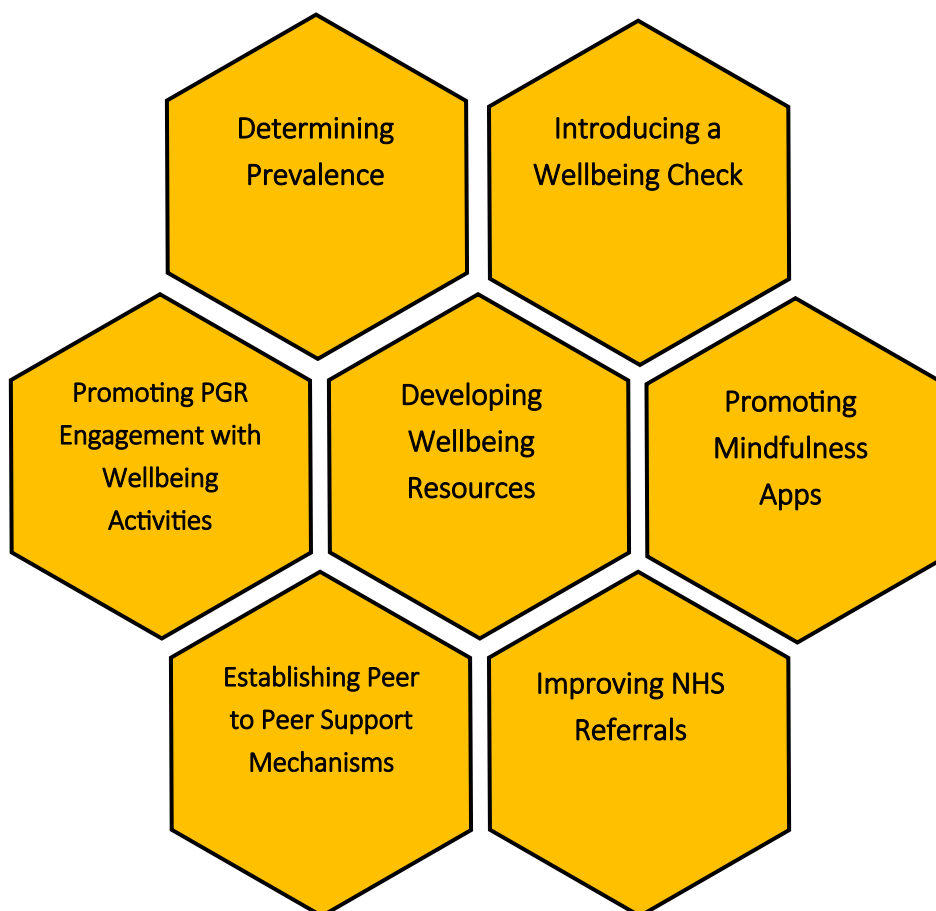 Determining
Prevalence
Introducing a
Wellbeing Check
Promoting PGR
Engagement with
Wellbeing
Activities
Developing
Wellbeing
Resources
Promoting
Mindfulness
Apps
Establishing Peer
to Peer Support
Mechanisms
Improving NHS
Referrals